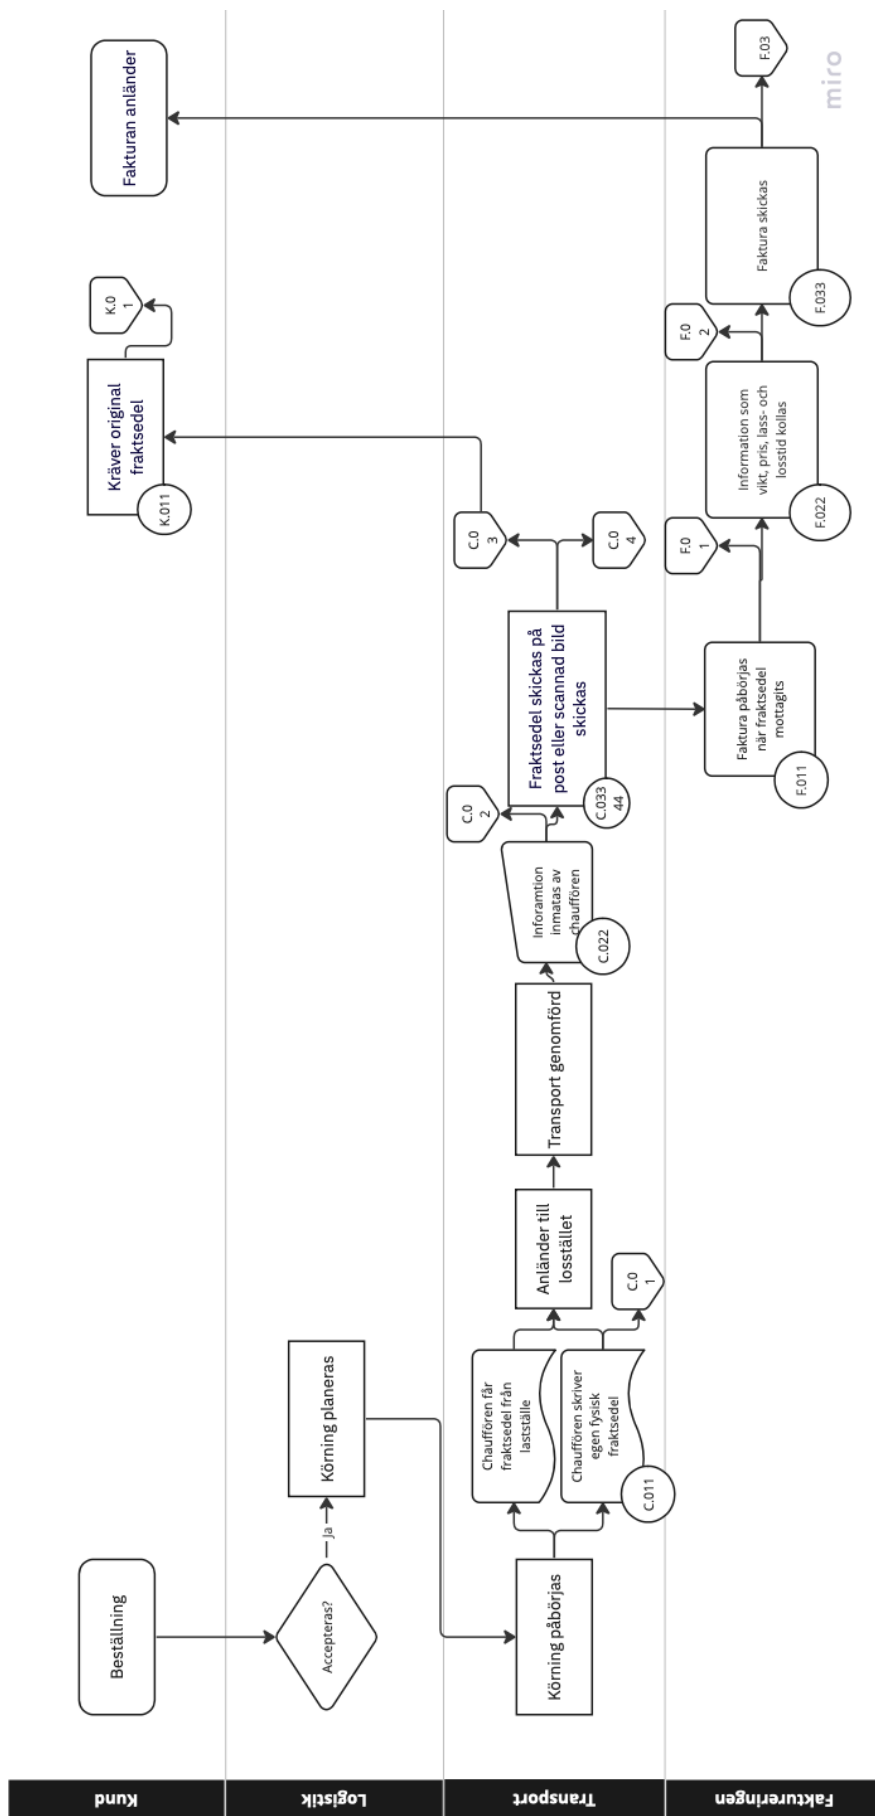 Kund
Beställning
Kräver original
fraktsedel
K.011
K.0
1
Fakturan anländer
Logistik
Accepteras?
Ja
Körning planeras
Transport
Körning påbörjas
Chauffören får
fraktsedel från
lastställe
Chauffören skriver
egen fysisk
fraktsedel
C.011
C.0
1
Anländer till
losstället
Transport genomförd
Inforamtion
inmatas av
chauffören
C.022
C.0
2
Fraktsedel skickas på
post eller scannad bild
skickas
C.033
44
C.0
3
C.0
4
Faktureringen
Faktura påbörjas
när fraktsedel
mottagits
F.011
F.0
1
Information som
vikt, pris, lass- och
losstid kollas
F.022
F.0
2
Faktura skickas
F.033
F.03
miro